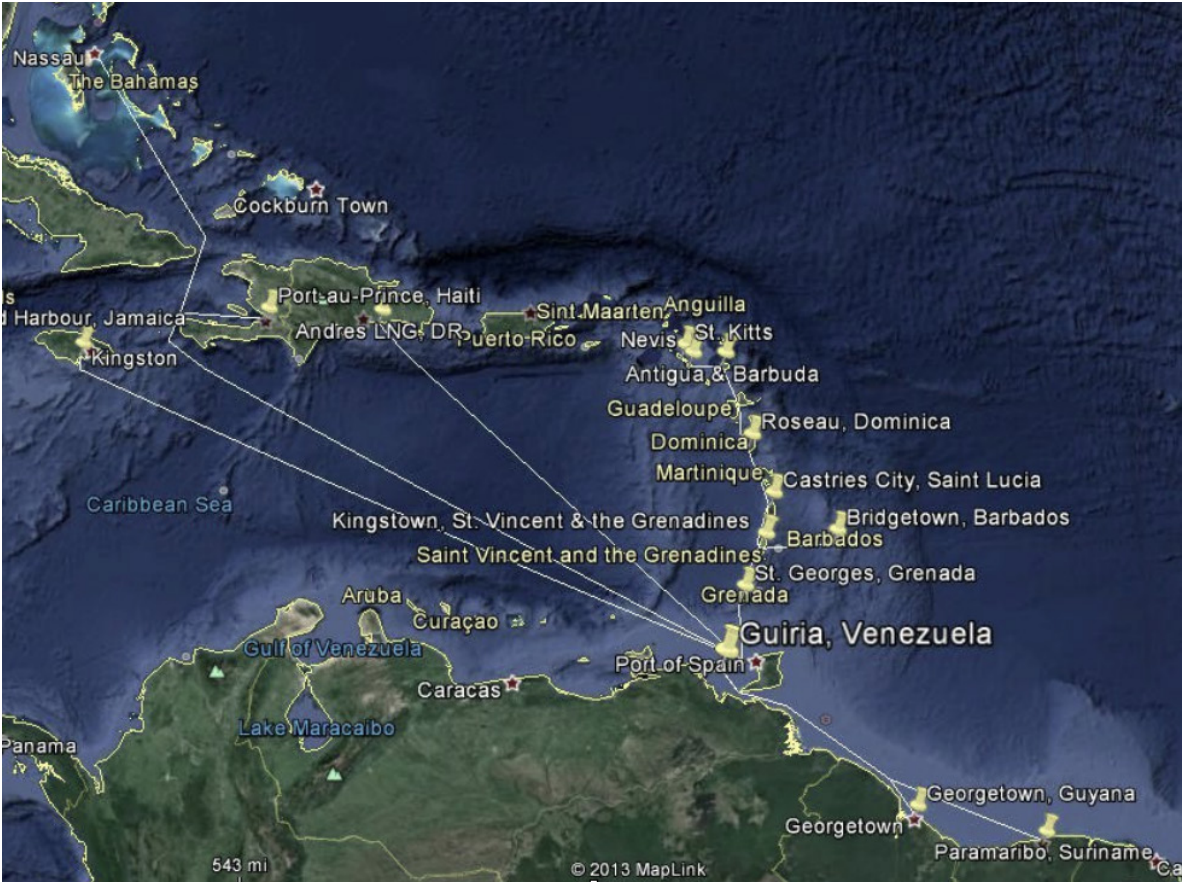 Nassau
The Bahamas
Cockburn Town
Port-au-Prince, Haiti
Harbour, Jamaica
Andres LNG, DR
Kingston
Puerto Rico
Sint Maarten
Anguilla
Nevis
St. Kitts
Antigua & Barbuda
Guadeloupe
Roseau, Dominica
Dominica
Martinique
Castries City, Saint Lucia
Caribbean Sea
Kingstown, St. Vincent & the Grenadines
Bridgetown, Barbados
Barbados
Saint Vincent and the Grenadines
St. Georges, Grenada
Grenada
Aruba
Curaçao
Guiria, Venezuela
Gulf of Venezuela
Port of Spain
Caracas
Lake Maracaibo
Panama
Georgetown, Guyana
Georgetown
Paramaribo, Suriname
Ca
543 mi
© 2013 MapLink